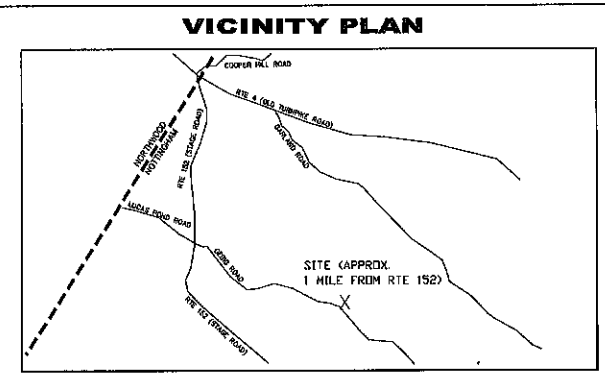 VICINITY PLAN
COOPER HILL ROAD
RTE 4 (OLD TURNPIKE ROAD)
GARLAND ROAD
NORTHWOOD
NOTTINGHAM
RTE 152 (STAGE ROAD)
LUCAS POND ROAD
GEBIG ROAD
SITE (APPROX.
1 MILE FROM RTE 152)
X
RTE 152 (STAGE ROAD)